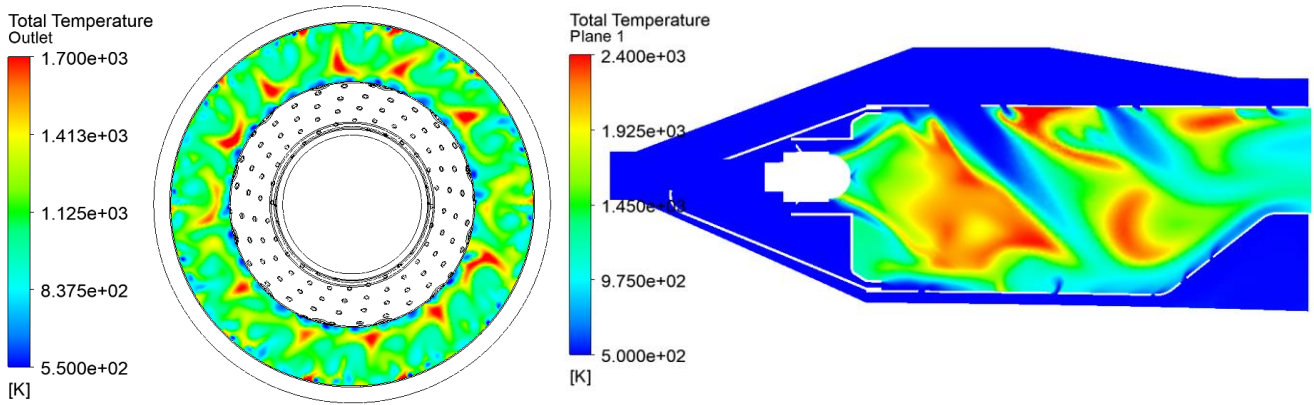 Total Temperature
Outlet
1.700e+03
1.413e+03
1.125e+03
8.375e+02
5.500e+02
[K]
Total Temperature
Plane 1
2.400e+03
1.925e+03
1.450e+03
9.750e+02
5.000e+02
[K]